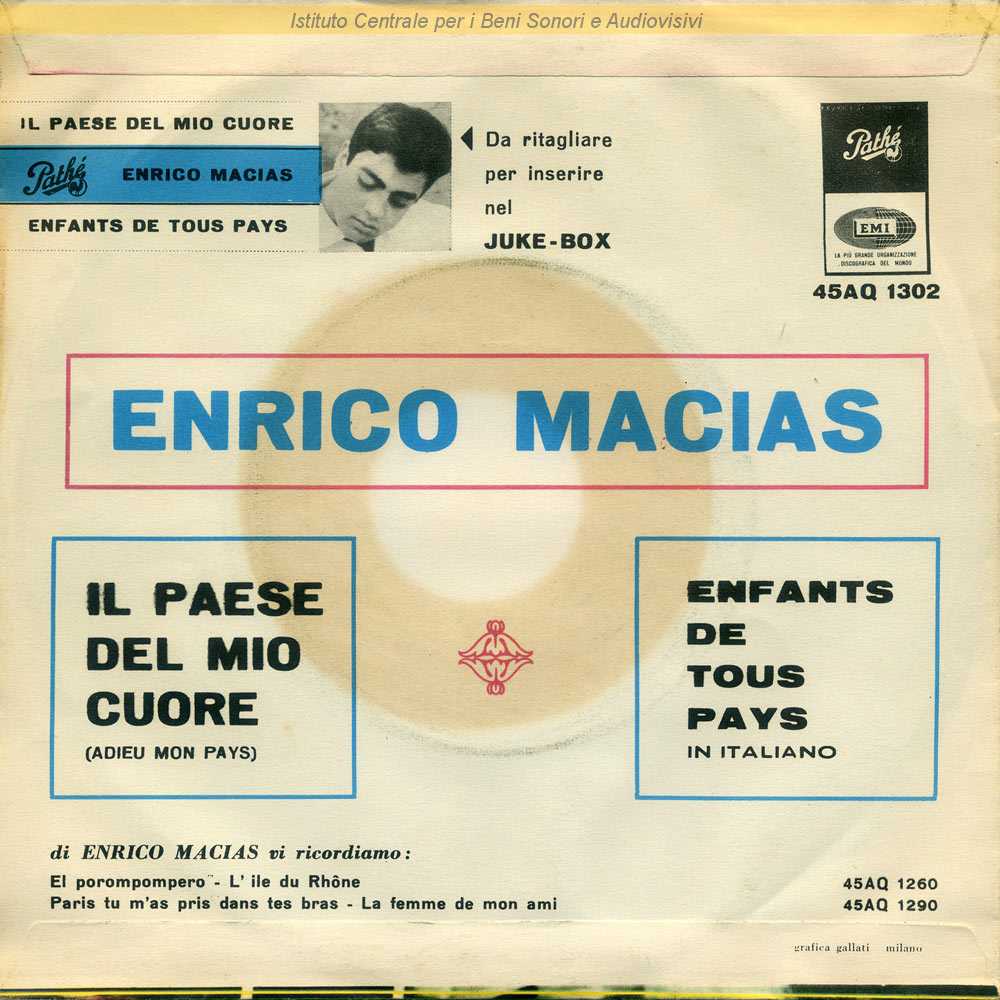 Istituto Centrale per i Beni Sonori e Audiovisivi
IL PAESE DEL MIO CUORE
Pathé ENRICO MACIAS
ENFANTS DE TOUS PAYS
Da ritagliare
per inserire
nel
JUKE-BOX
Pathé
EMI
LA PIÙ GRANDE ORGANIZZAZIONE
DISCOGRAFICA DEL MONDO
45AQ 1302
ENRICO MACIAS
IL PAESE
DEL MIO
CUORE
(ADIEU MON PAYS)
ENFANTS
DE
TOUS
PAYS
IN ITALIANO
di ENRICO MACIAS vi ricordiamo:
El porompompero - L' ile du Rhône 45AQ 1260
Paris tu m'as pris dans tes bras - La femme de mon ami 45AQ 1290
grafica gallati milano